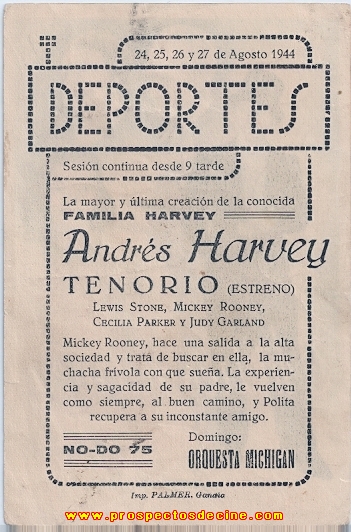 24, 25, 26 y 27 de Agosto 1944
DEPORTES
Sesión continua desde 9 tarde
La mayor y última creación de la conocida
FAMILIA HARVEY
Andrés Harvey
TENORIO (ESTRENO)
LEWIS STONE, MICKEY ROONEY,
CECILIA PARKER Y JUDY GARLAND
Mickey Rooney, hace una salida a la alta
sociedad y trata de buscar en ella, la mu-
chacha frívola con que sueña. La experien-
cia y sagacidad de su padre, le vuelven
como siempre, al buen camino, y Polita
recupera a su inconstante amigo.
NO-DO 75
Domingo:
ORQUESTA MICHIGAN
Imp. PALMER. Gandía
www.prospectosdecine.com